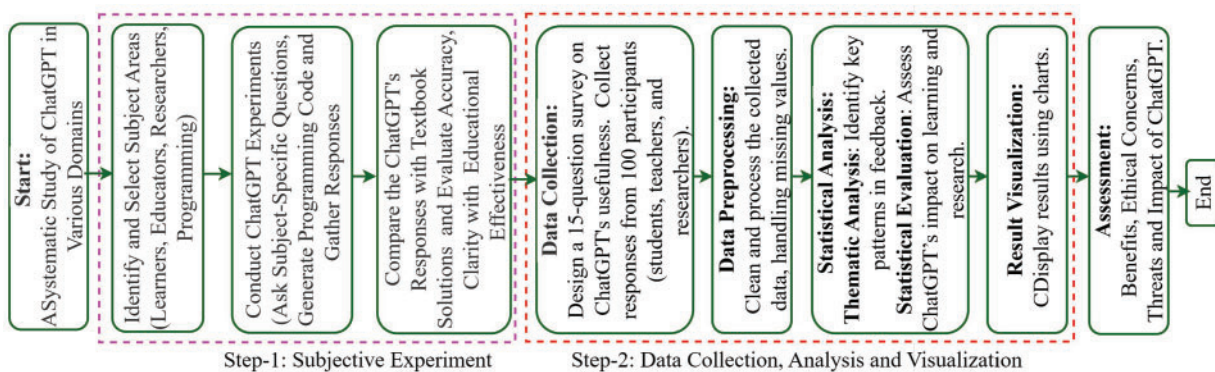 Start:
ASystematic Study of ChatGPT in
Various Domains
Identify and Select Subject Areas
(Learners, Educators, Researchers,
Programming)
Conduct ChatGPT Experiments
(Ask Subject-Specific Questions,
Generate Programming Code and
Gather Responses
Compare the ChatGPT's
Responses with Textbook
Solutions and Evaluate Accuracy,
Clarity with Educational
Effectiveness
Step-1: Subjective Experiment
Data Collection:
Design a 15-question survey on
ChatGPT's usefulness. Collect
responses from 100 participants
(students, teachers, and
researchers).
Data Preprocessing:
Clean and process the collected
data, handling missing values.
Statistical Analysis:
Thematic Analysis: Identify key
patterns in feedback.
Statistical Evaluation: Assess
ChatGPT's impact on learning and
research.
Result Visualization:
CDisplay results using charts.
Step-2: Data Collection, Analysis and Visualization
Assessment:
Benefits, Ethical Concerns,
Threats and Impact of ChatGPT.
End